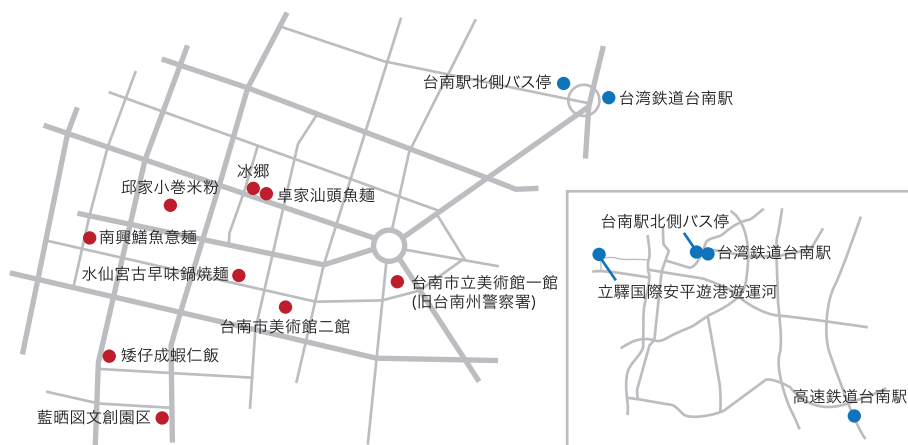 台南駅北側バス停
台湾鉄道台南駅
冰郷
邱家小巻米粉
卓家汕頭魚麺
南興鱔魚意麺
水仙宮古早味鍋焼麺
台南市立美術館一館
(旧台南州警察署)
台南市美術館二館
矮仔成蝦仁飯
藍晒図文創園区
台南駅北側バス停
台湾鉄道台南駅
立驛国際安平遊港遊運河
高速鉄道台南駅